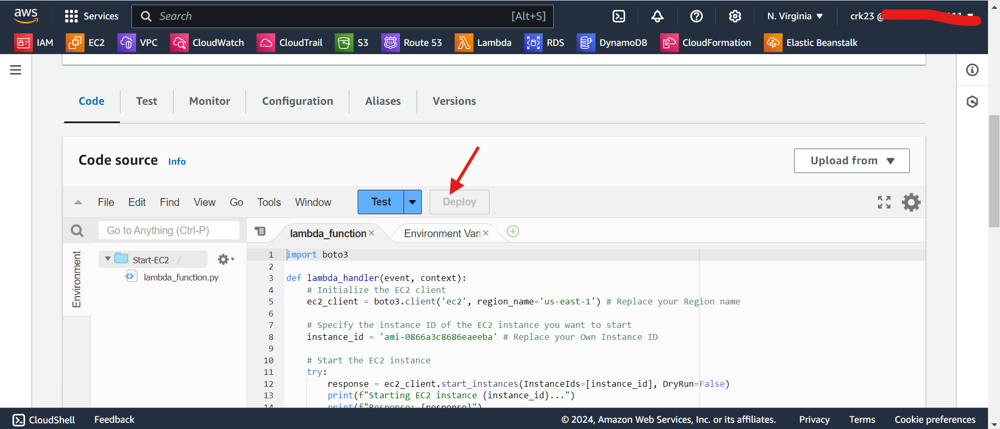 aws Services Search [Alt+S] N. Virginia crk23 @
IAM EC2 VPC CloudWatch CloudTrail S3 Route 53 Lambda RDS DynamoDB CloudFormation Elastic Beanstalk
Code Test Monitor Configuration Aliases Versions
Code source Info Upload from
File Edit Find View Go Tools Window Test Deploy
Go to Anything (Ctrl-P) lambda_function Environment Vari
Environment
Start-EC2 - /
lambda_function.py
1 import boto3
2
3 def lambda_handler(event, context):
4 # Initialize the EC2 client
5 ec2_client = boto3.client('ec2', region_name='us-east-1') # Replace your Region name
6
7 # Specify the instance ID of the EC2 instance you want to start
8 instance_id = 'ami-0866a3c8686eaeeba' # Replace your Own Instance ID
9
10 # Start the EC2 instance
11 try:
12 response = ec2_client.start_instances(InstanceIds=[instance_id], DryRun=False)
13 print(f"Starting EC2 instance {instance_id}...")
14 print(f"Response: {response}")
CloudShell Feedback © 2024, Amazon Web Services, Inc. or its affiliates. Privacy Terms Cookie preferences